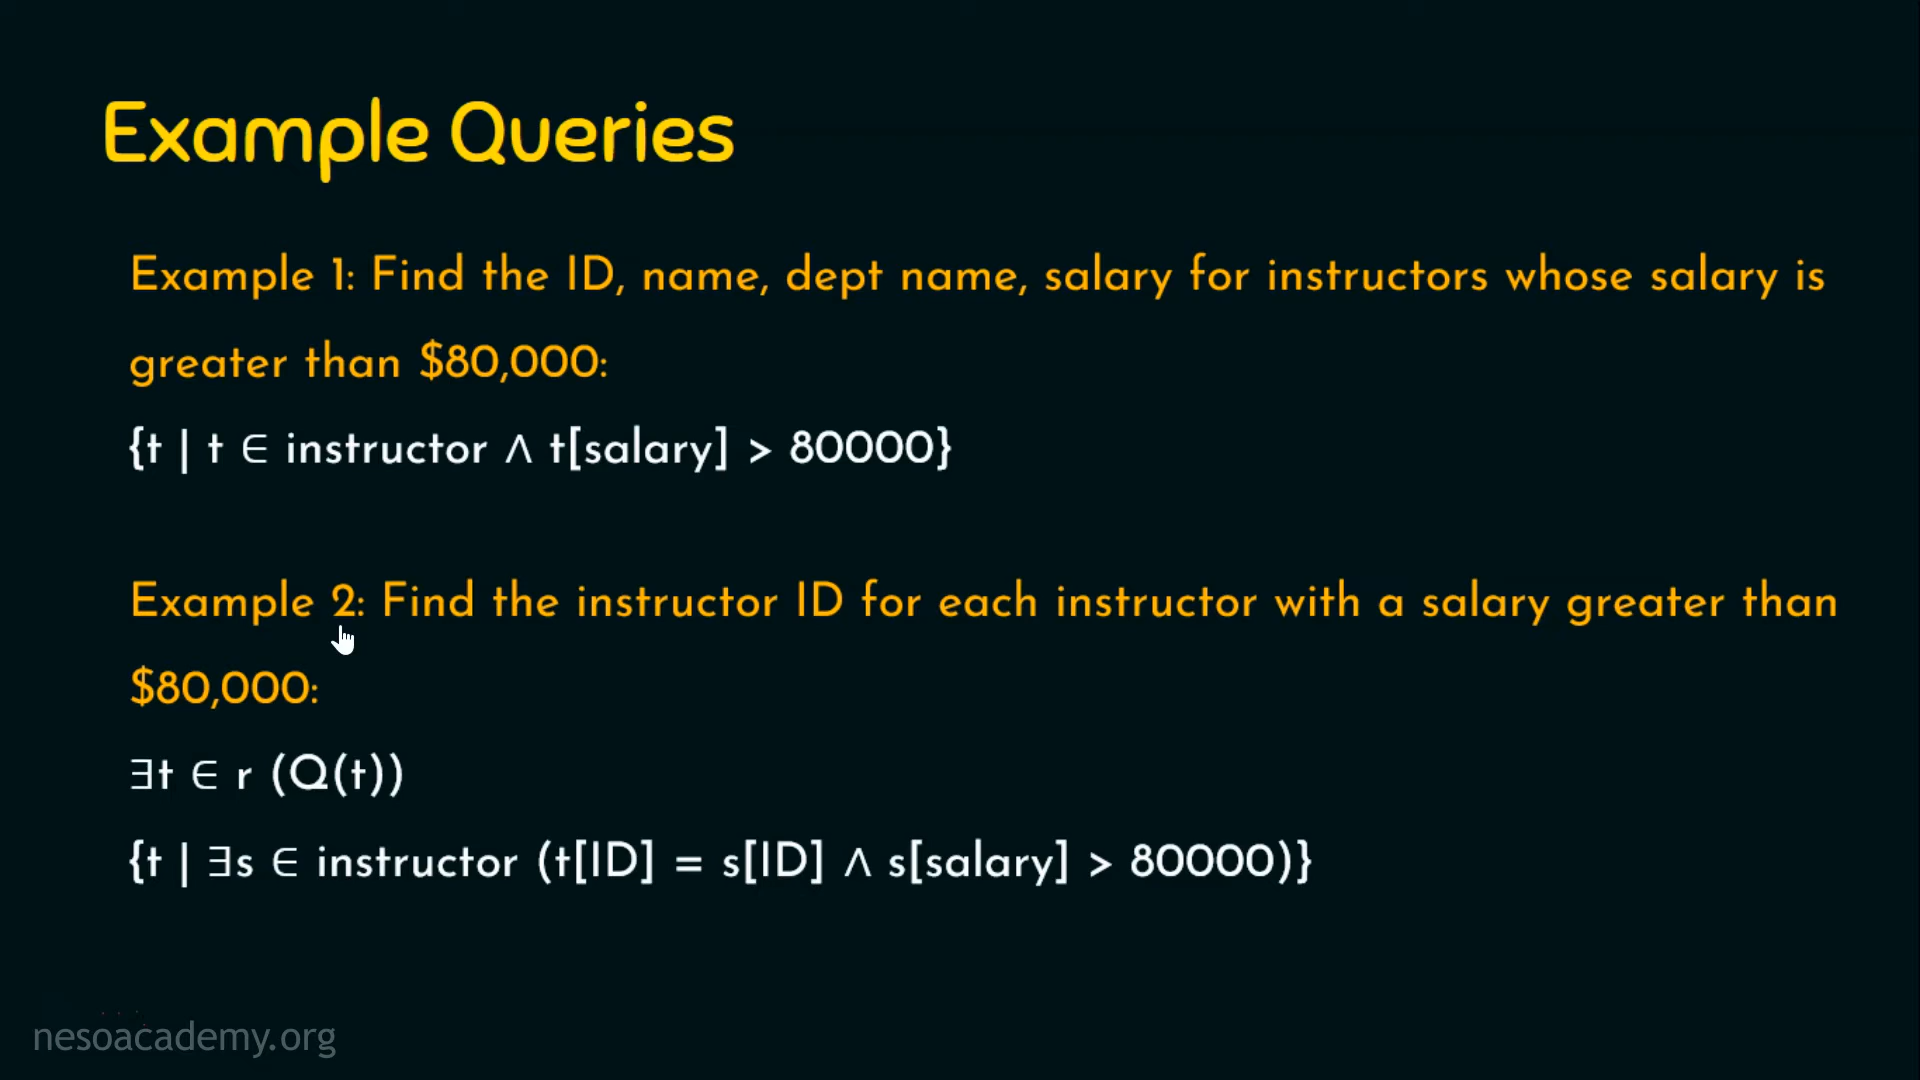 Example Queries
Example 1: Find the ID, name, dept name, salary for instructors whose salary is
greater than $80,000:
{t | t ∈ instructor ∧ t[salary] > 80000}
Example 2: Find the instructor ID for each instructor with a salary greater than
$80,000:
∃t ∈ r (Q(t))
{t | ∃s ∈ instructor (t[ID] = s[ID] ∧ s[salary] > 80000)}
nesoacademy.org